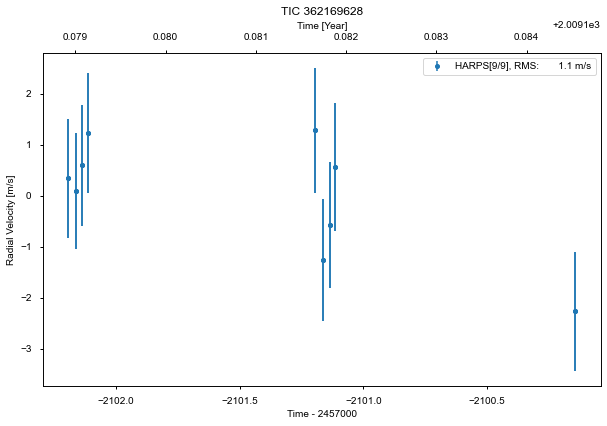 TIC 362169628
Time [Year]
+2.0091e3
0.079 0.080 0.081 0.082 0.083 0.084
HARPS[9/9], RMS: 1.1 m/s
Radial Velocity [m/s]
2
1
0
−1
−2
−3
−2102.0 −2101.5 −2101.0 −2100.5
Time - 2457000